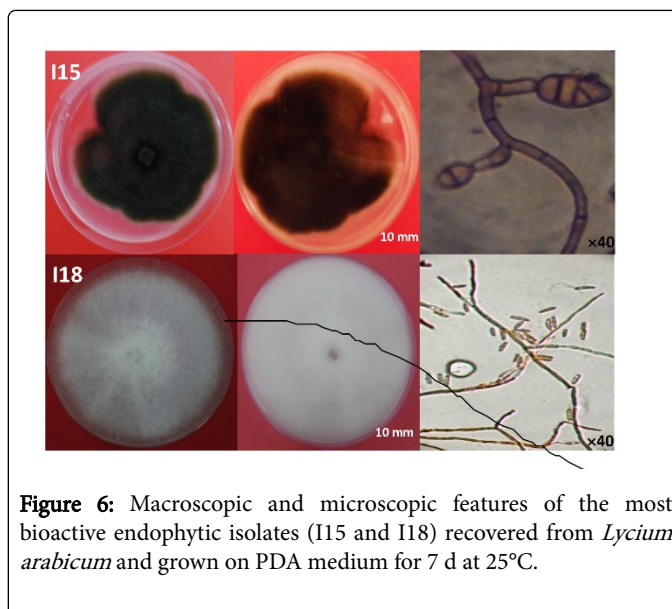 I15
10 mm
×40
I18
10 mm
×40
Figure 6: Macroscopic and microscopic features of the most
bioactive endophytic isolates (I15 and I18) recovered from Lycium
arabicum and grown on PDA medium for 7 d at 25°C.